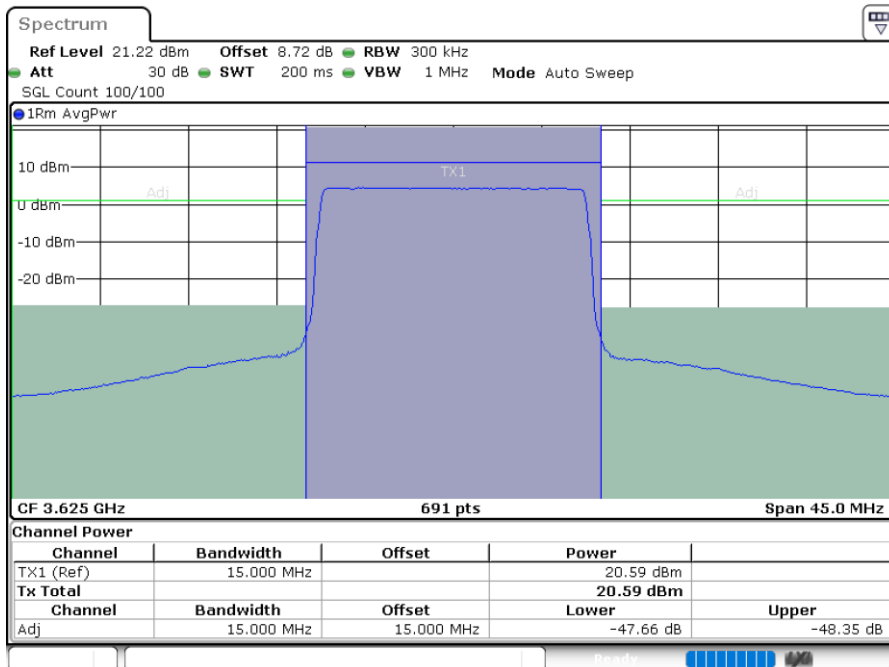 Spectrum
Ref Level 21.22 dBm Offset 8.72 dB RBW 300 kHz
Att 30 dB SWT 200 ms VBW 1 MHz Mode Auto Sweep
SGL Count 100/100
1Rm AvgPwr
10 dBm
TX1
Adj Adj
0 dBm
-10 dBm
-20 dBm
CF 3.625 GHz 691 pts Span 45.0 MHz
Channel Power
Channel Bandwidth Offset Power
TX1 (Ref) 15.000 MHz 20.59 dBm
Tx Total 20.59 dBm
Channel Bandwidth Offset Lower Upper
Adj 15.000 MHz 15.000 MHz -47.66 dB -48.35 dB
Ready